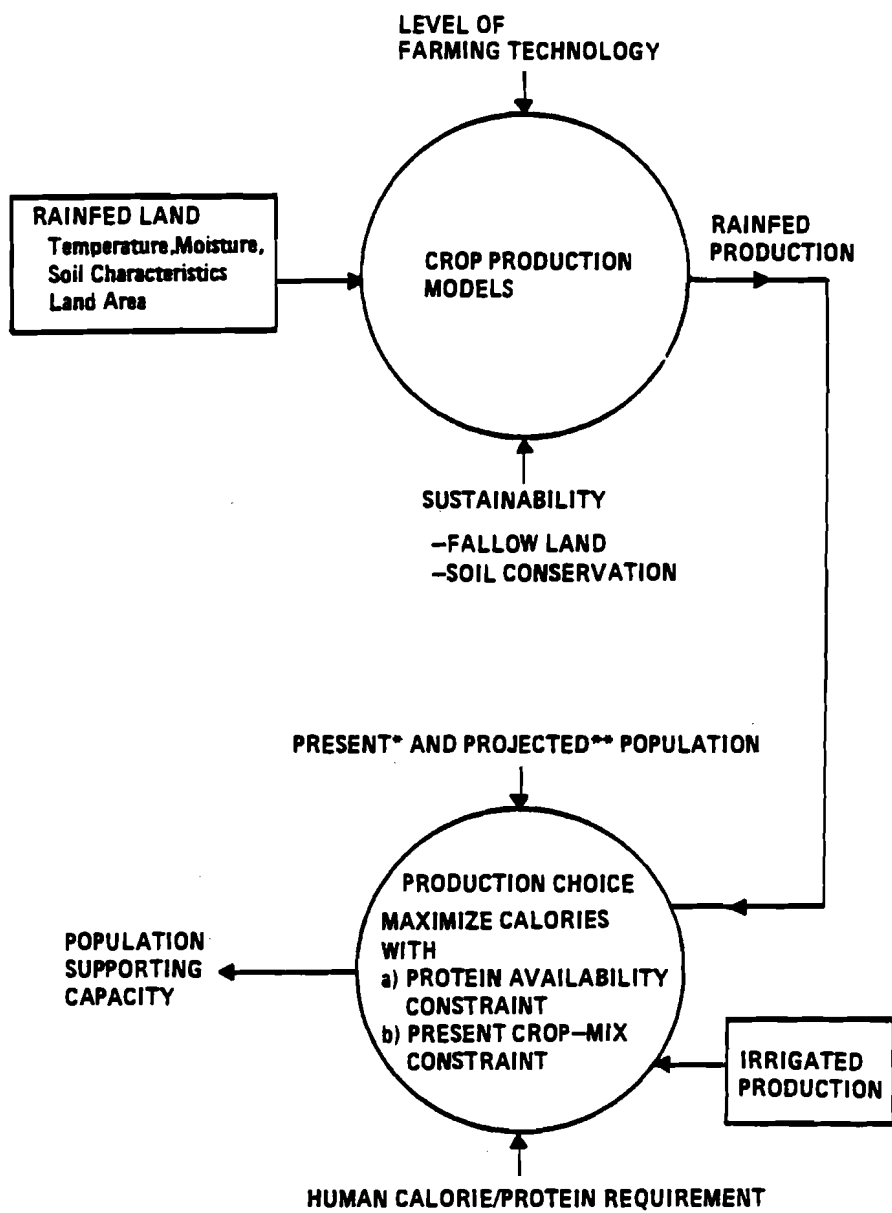 LEVEL OF
FARMING TECHNOLOGY
RAINFED LAND
Temperature,Moisture,
Soil Characteristics
Land Area
CROP PRODUCTION
MODELS
RAINFED
PRODUCTION
SUSTAINABILITY
–FALLOW LAND
–SOIL CONSERVATION
PRESENT* AND PROJECTED** POPULATION
PRODUCTION CHOICE
MAXIMIZE CALORIES
WITH
a) PROTEIN AVAILABILITY
CONSTRAINT
b) PRESENT CROP–MIX
CONSTRAINT
POPULATION
SUPPORTING
CAPACITY
IRRIGATED
PRODUCTION
HUMAN CALORIE/PROTEIN REQUIREMENT